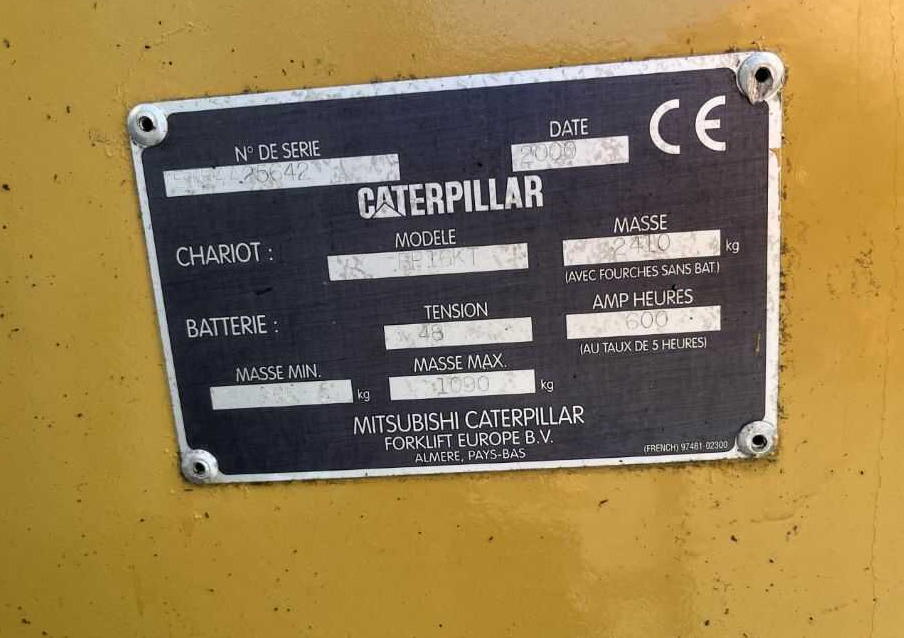 N° DE SERIE
DATE
2000
CE
CATERPILLAR
CHARIOT :
MODELE
MASSE
2410 kg
(AVEC FOURCHES SANS BAT.)
BATTERIE :
TENSION
48
AMP HEURES
600
(AU TAUX DE 5 HEURES)
MASSE MIN.
kg
MASSE MAX.
1090 kg
MITSUBISHI CATERPILLAR
FORKLIFT EUROPE B.V.
ALMERE, PAYS-BAS
(FRENCH) 97461-02300